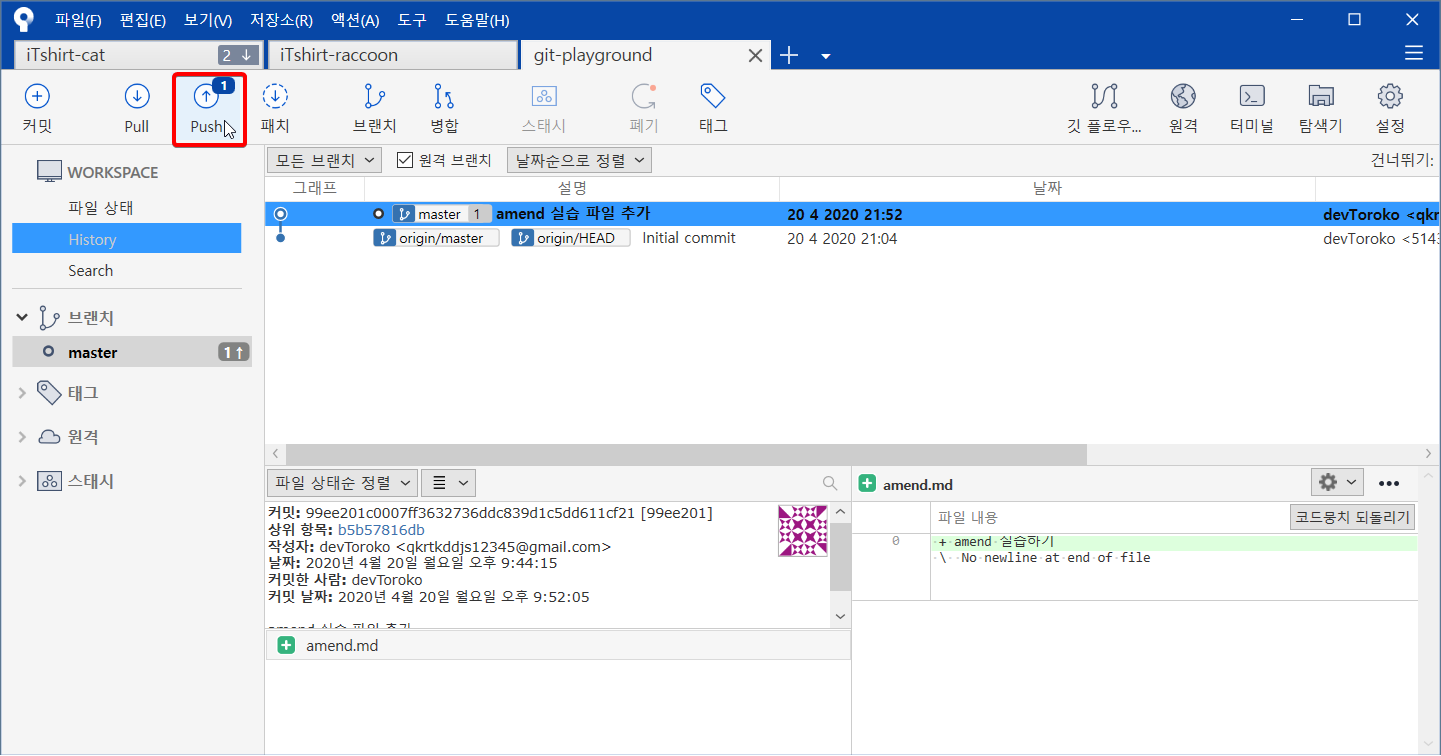 파일(F) 편집(E) 보기(V) 저장소(R) 액션(A) 도구 도움말(H)
iTshirt-cat 2 ↓ iTshirt-raccoon git-playground
1
커밋 Pull Push 패치 브랜치 병합 스태시 폐기 태그 깃 플로우... 원격 터미널 탐색기 설정
WORKSPACE
파일 상태
History
Search
브랜치
master 1↑
태그
원격
스태시
모든 브랜치 원격 브랜치 날짜순으로 정렬 건너뛰기:
그래프 설명 날짜
master 1 amend 실습 파일 추가 20 4 2020 21:52 devToroko <qkr
origin/master origin/HEAD Initial commit 20 4 2020 21:04 devToroko <5143
파일 상태순 정렬
커밋: 99ee201c0007ff3632736ddc839d1c5dd611cf21 [99ee201]
상위 항목: b5b57816db
작성자: devToroko <qkrtkddjs12345@gmail.com>
날짜: 2020년 4월 20일 월요일 오후 9:44:15
커밋한 사람: devToroko
커밋 날짜: 2020년 4월 20일 월요일 오후 9:52:05
amend 실습 파일 추가
amend.md
amend.md
파일 내용 코드뭉치 되돌리기
0 + amend 실습하기
\ No newline at end of file